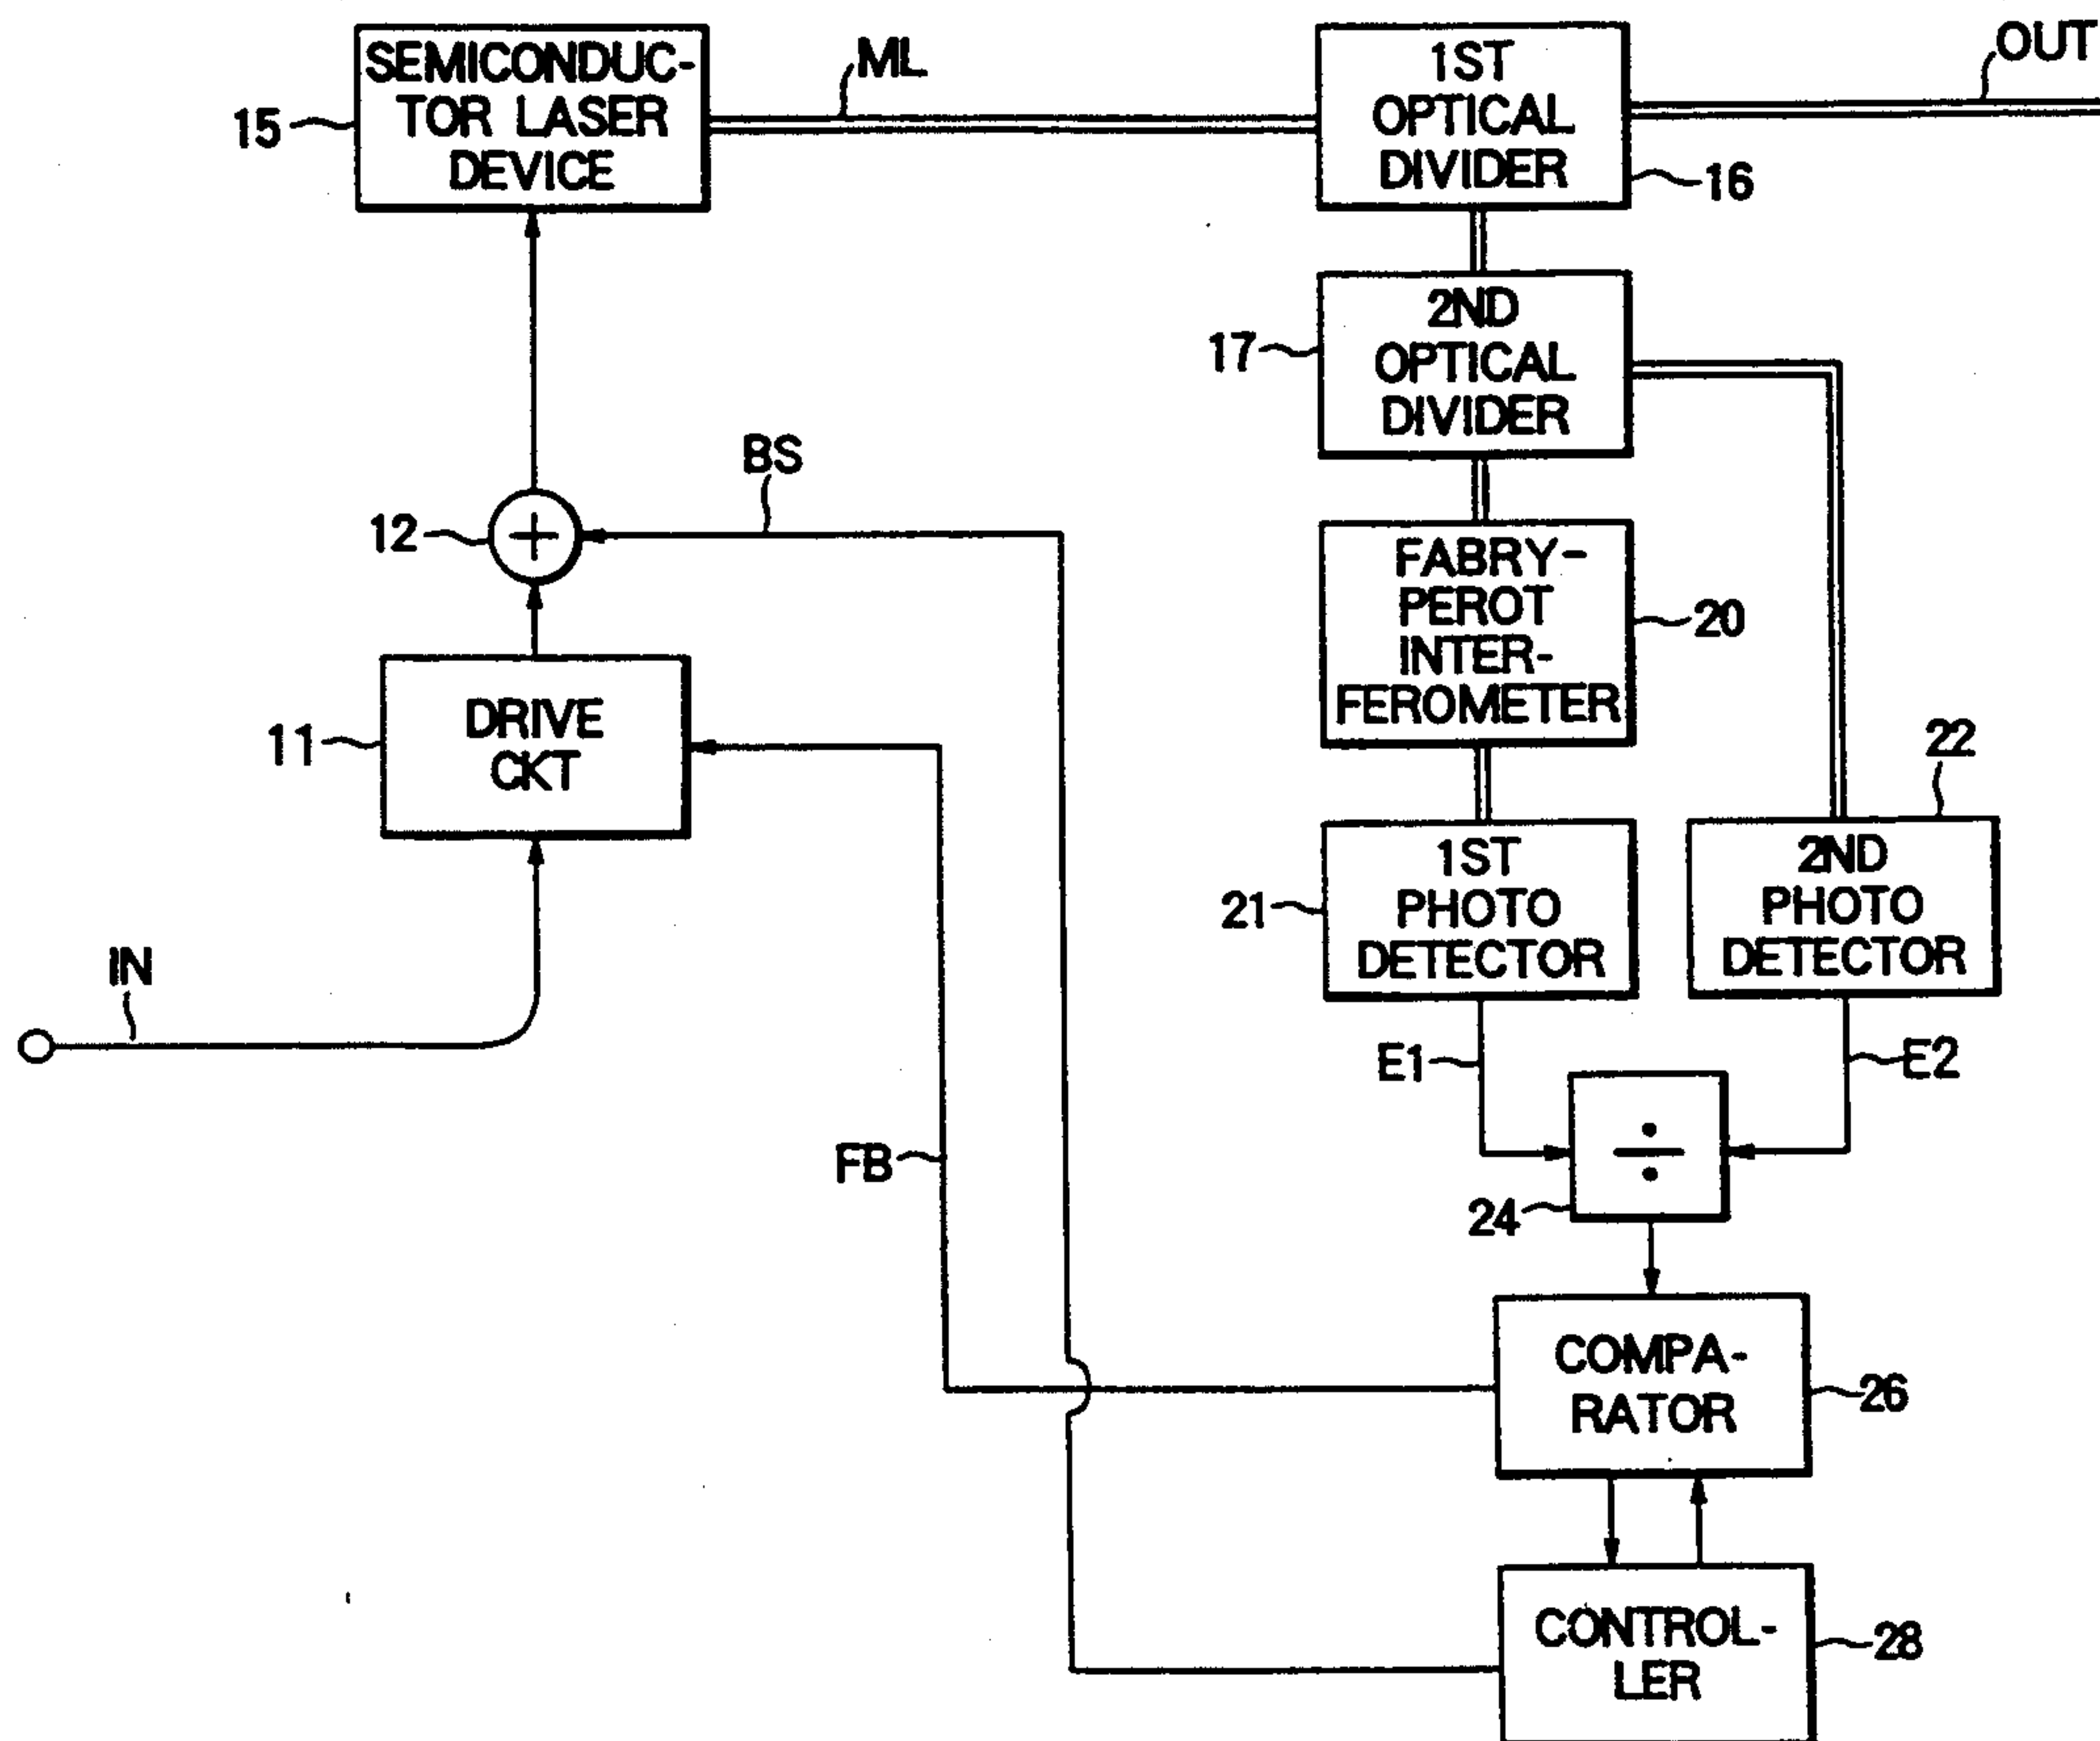 SEMICONDUC-
TOR LASER
DEVICE
15
ML
1ST
OPTICAL
DIVIDER
16
OUT
2ND
OPTICAL
DIVIDER
17
BS
12
+
FABRY-
PEROT
INTER-
FEROMETER
20
DRIVE
CKT
11
22
1ST
PHOTO
DETECTOR
21
2ND
PHOTO
DETECTOR
IN
E1
E2
÷
24
FB
COMPA-
RATOR
26
CONTROL-
LER
28